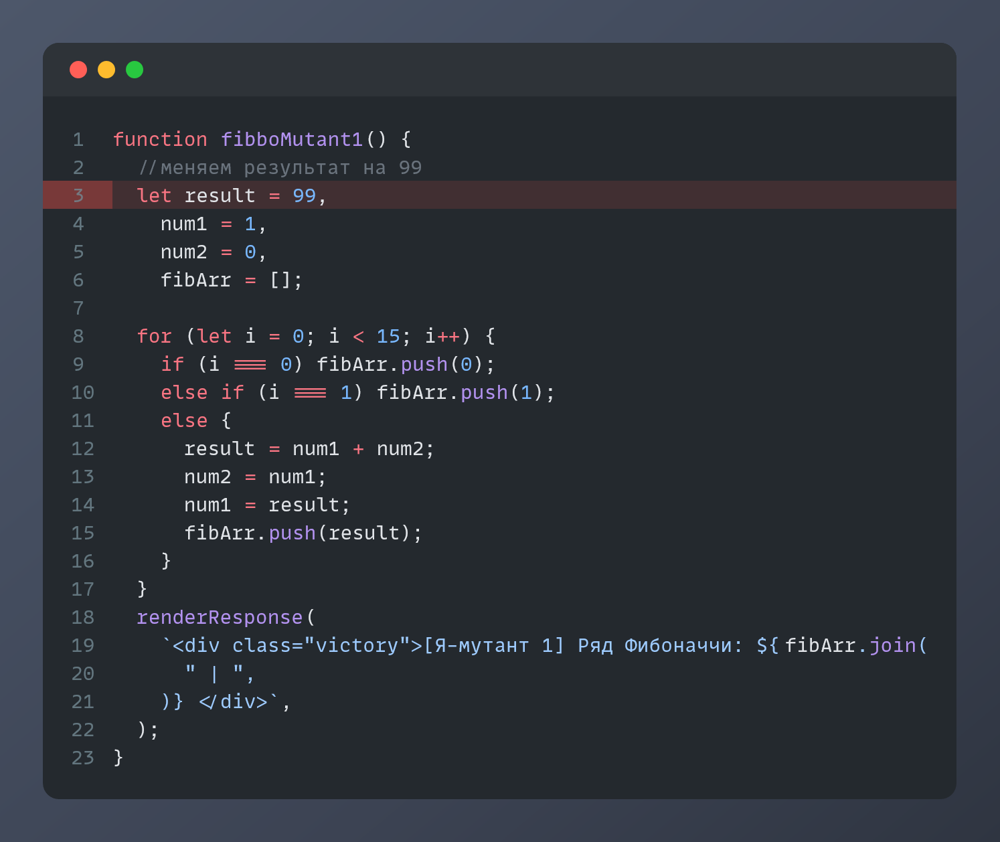 1 function fibboMutant1() {
2 //меняем результат на 99
3 let result = 99,
4 num1 = 1,
5 num2 = 0,
6 fibArr = [];
7
8 for (let i = 0; i < 15; i++) {
9 if (i === 0) fibArr.push(0);
10 else if (i === 1) fibArr.push(1);
11 else {
12 result = num1 + num2;
13 num2 = num1;
14 num1 = result;
15 fibArr.push(result);
16 }
17 }
18 renderResponse(
19 `<div class="victory">[Я-мутант 1] Ряд Фибоначчи: ${fibArr.join(
20 " | ",
21 )} </div>`,
22 );
23 }